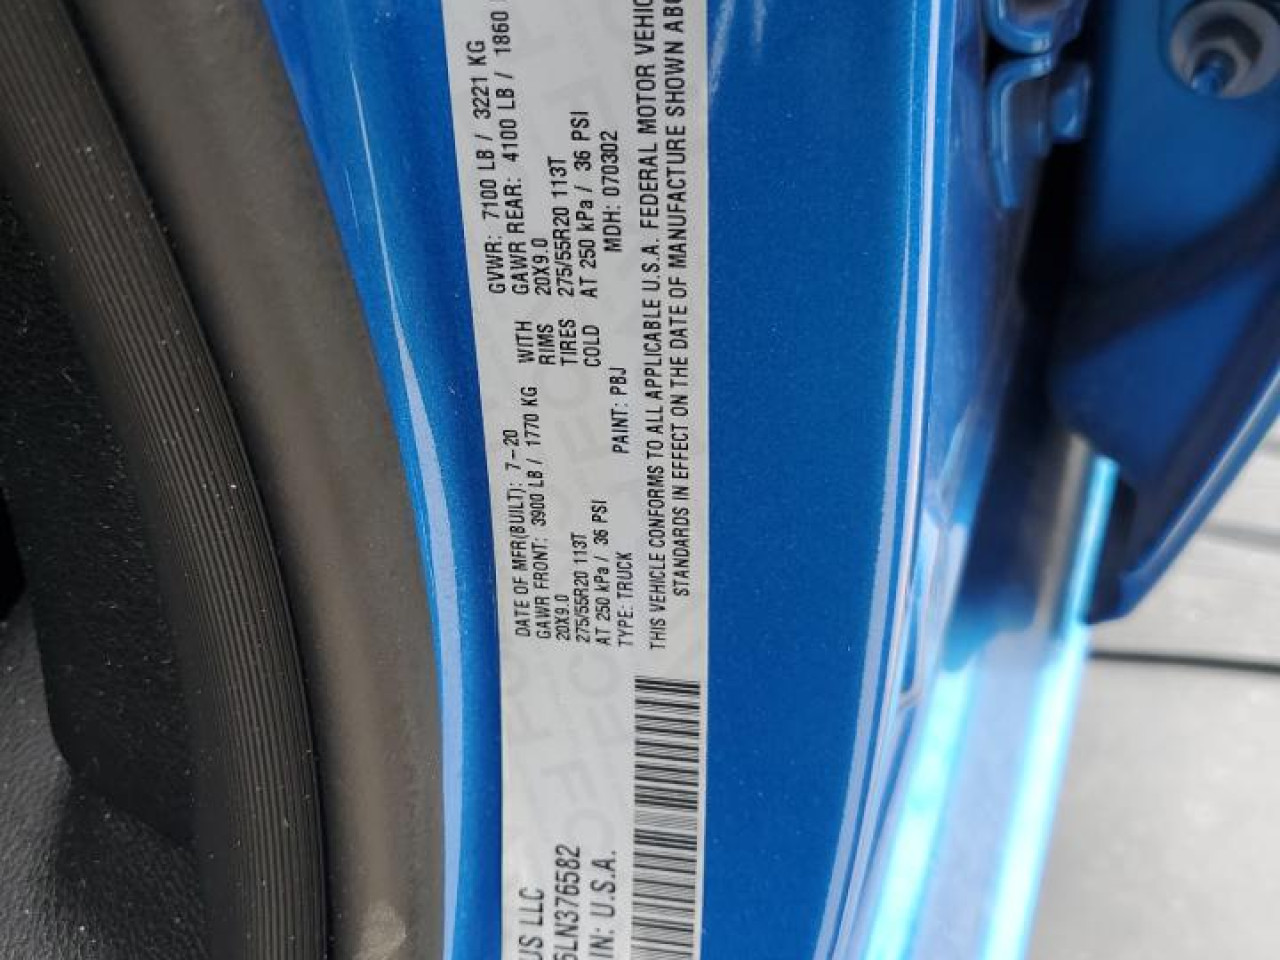 US LLC
6LN376582
IN: U.S.A.
DATE OF MFR(BUILT): 7-20
GVWR: 7100 LB / 3221 KG
GAWR FRONT: 3900 LB / 1770 KG WITH GAWR REAR: 4100 LB / 1860
20X9.0 RIMS 20X9.0
275/55R20 113T TIRES 275/55R20 113T
AT 250 kPa / 36 PSI COLD AT 250 kPa / 36 PSI
TYPE: TRUCK PAINT: PBJ MDH: 070302
THIS VEHICLE CONFORMS TO ALL APPLICABLE U.S.A. FEDERAL MOTOR VEHIC
STANDARDS IN EFFECT ON THE DATE OF MANUFACTURE SHOWN ABO